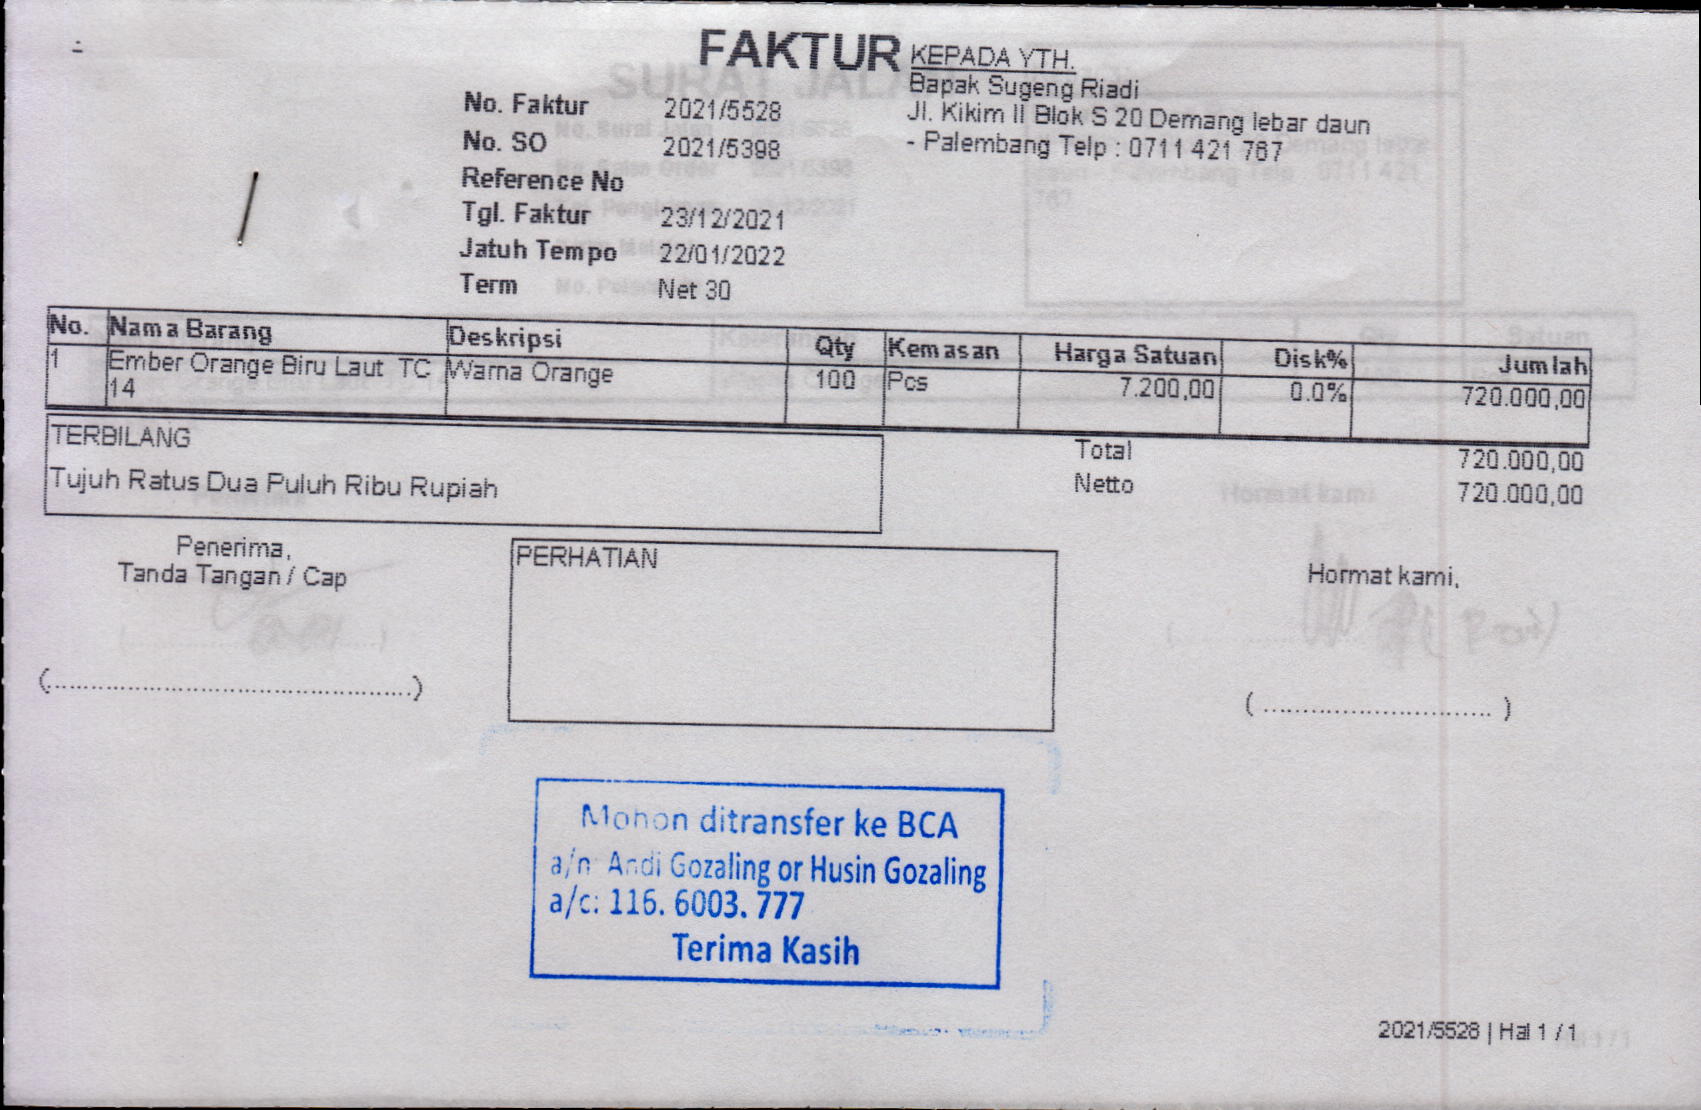 FAKTUR
KEPADA YTH.
Bapak Sugeng Riadi
Jl. Kikim II Blok S 20 Demang lebar daun
- Palembang Telp : 0711 421 767
No. Faktur 2021/5528
No. SO 2021/5398
Reference No
Tgl. Faktur 23/12/2021
Jatuh Tempo 22/01/2022
Term Net 30
No. Nama Barang Deskripsi Qty Kemasan Harga Satuan Disk% Jumlah
1 Ember Orange Biru Laut TC Warna Orange 100 Pcs 7.200,00 0.0% 720.000,00
14
TERBILANG
Tujuh Ratus Dua Puluh Ribu Rupiah
Total 720.000,00
Netto 720.000,00
Penerima,
Tanda Tangan / Cap
PERHATIAN
Hormat kami,
(................................................)
( .............................. )
Mohon ditransfer ke BCA
a/n: Andi Gozaling or Husin Gozaling
a/c: 116. 6003. 777
Terima Kasih
2021/5528 | Hal 1 / 1